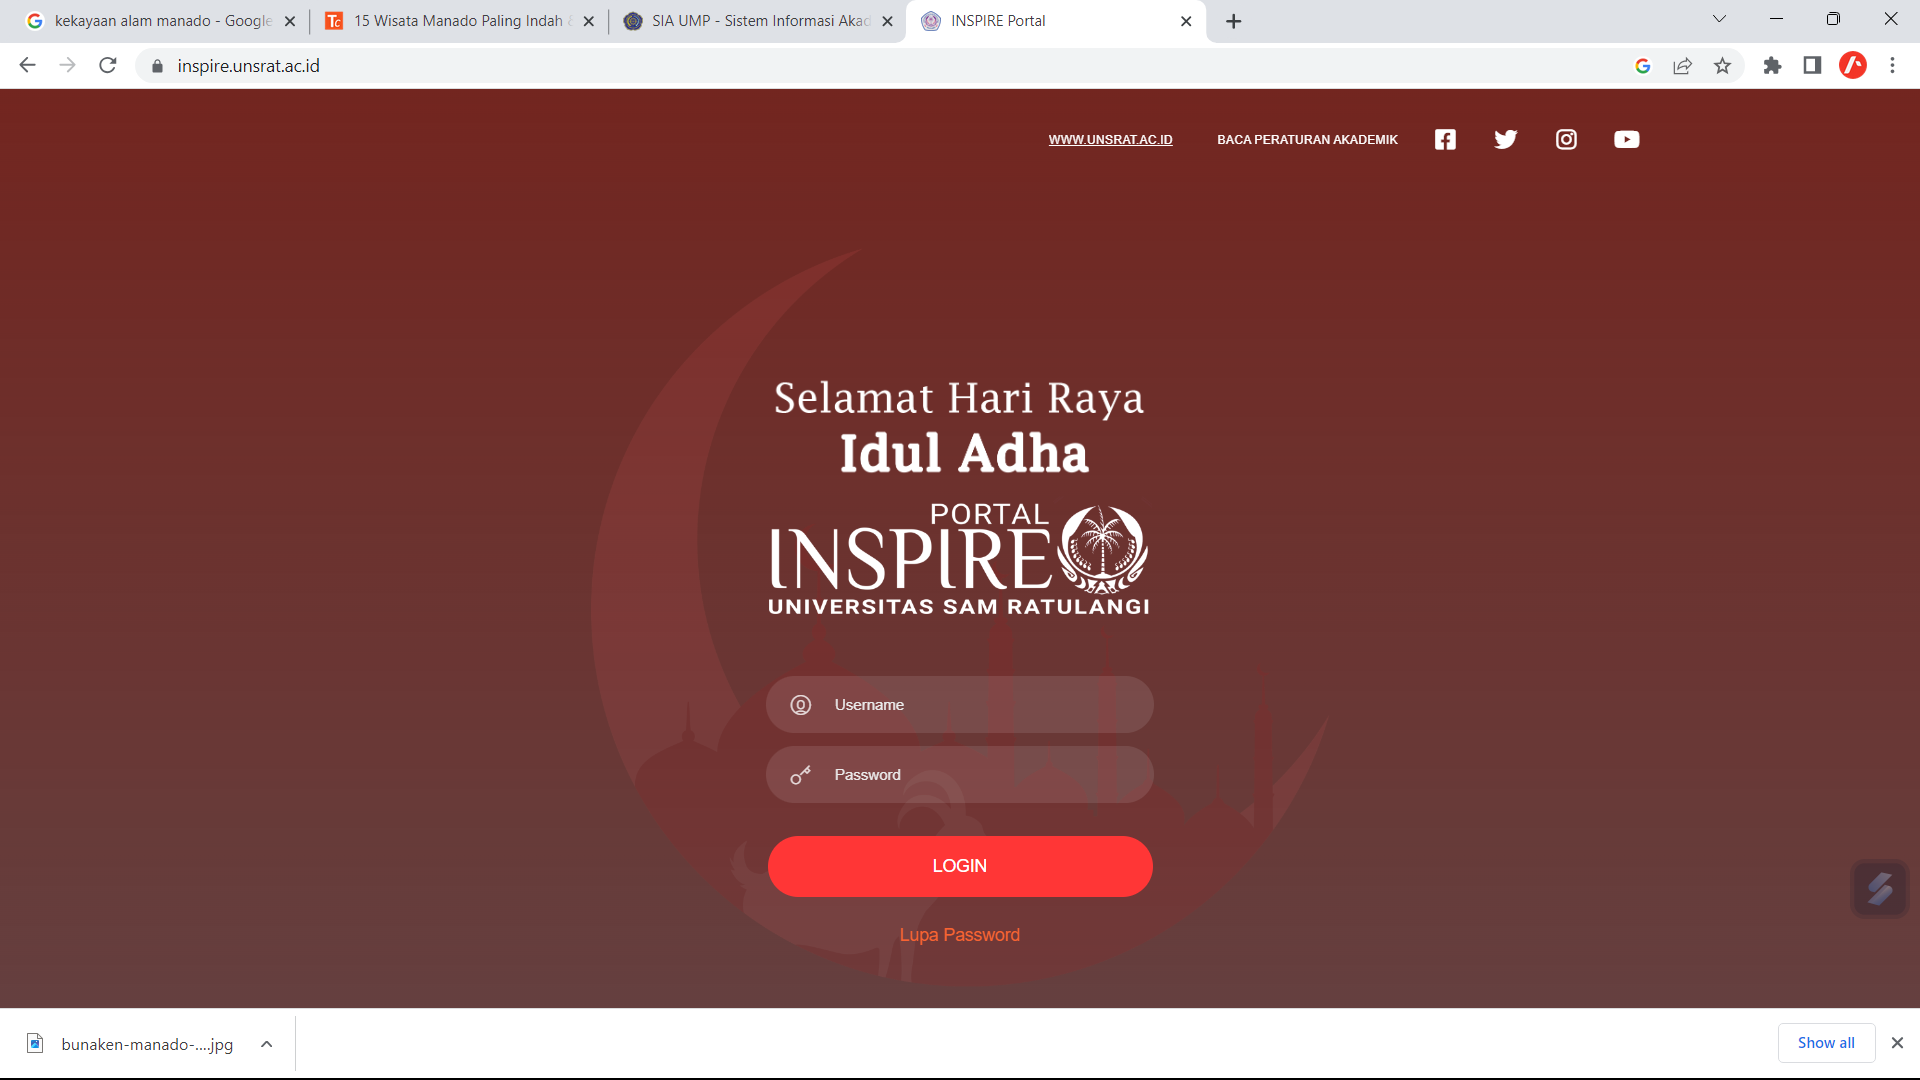 kekayaan alam manado - Google
15 Wisata Manado Paling Indah
SIA UMP - Sistem Informasi Akad
INSPIRE Portal
inspire.unsrat.ac.id
WWW.UNSRAT.AC.ID
BACA PERATURAN AKADEMIK
Selamat Hari Raya
Idul Adha
PORTAL
INSPIRE
UNIVERSITAS SAM RATULANGI
Username
Password
LOGIN
Lupa Password
bunaken-manado-....jpg
Show all